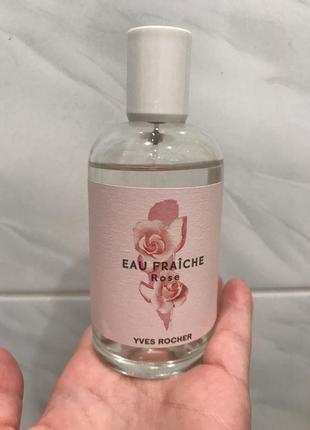 EAU FRAÎCHE
Rose
YVES ROCHER